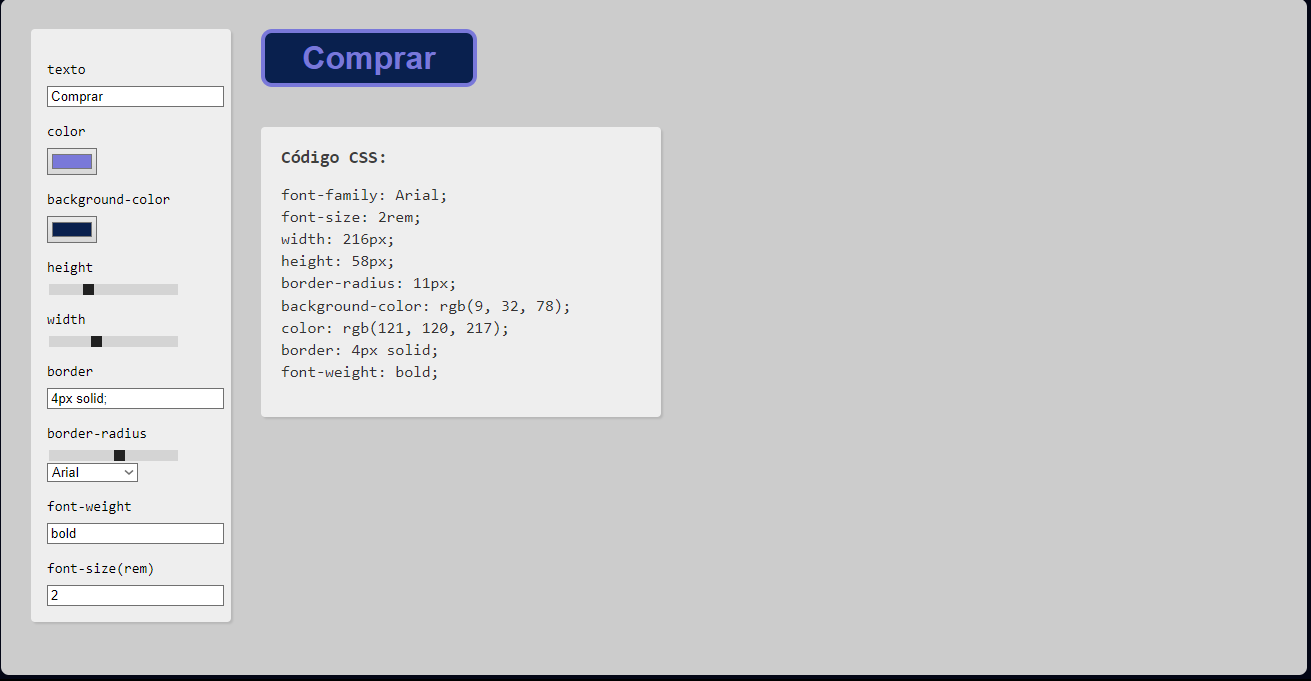 texto
Comprar
color
background-color
height
width
border
4px solid;
border-radius
Arial
font-weight
bold
font-size(rem)
2
Comprar
Código CSS:
font-family: Arial;
font-size: 2rem;
width: 216px;
height: 58px;
border-radius: 11px;
background-color: rgb(9, 32, 78);
color: rgb(121, 120, 217);
border: 4px solid;
font-weight: bold;